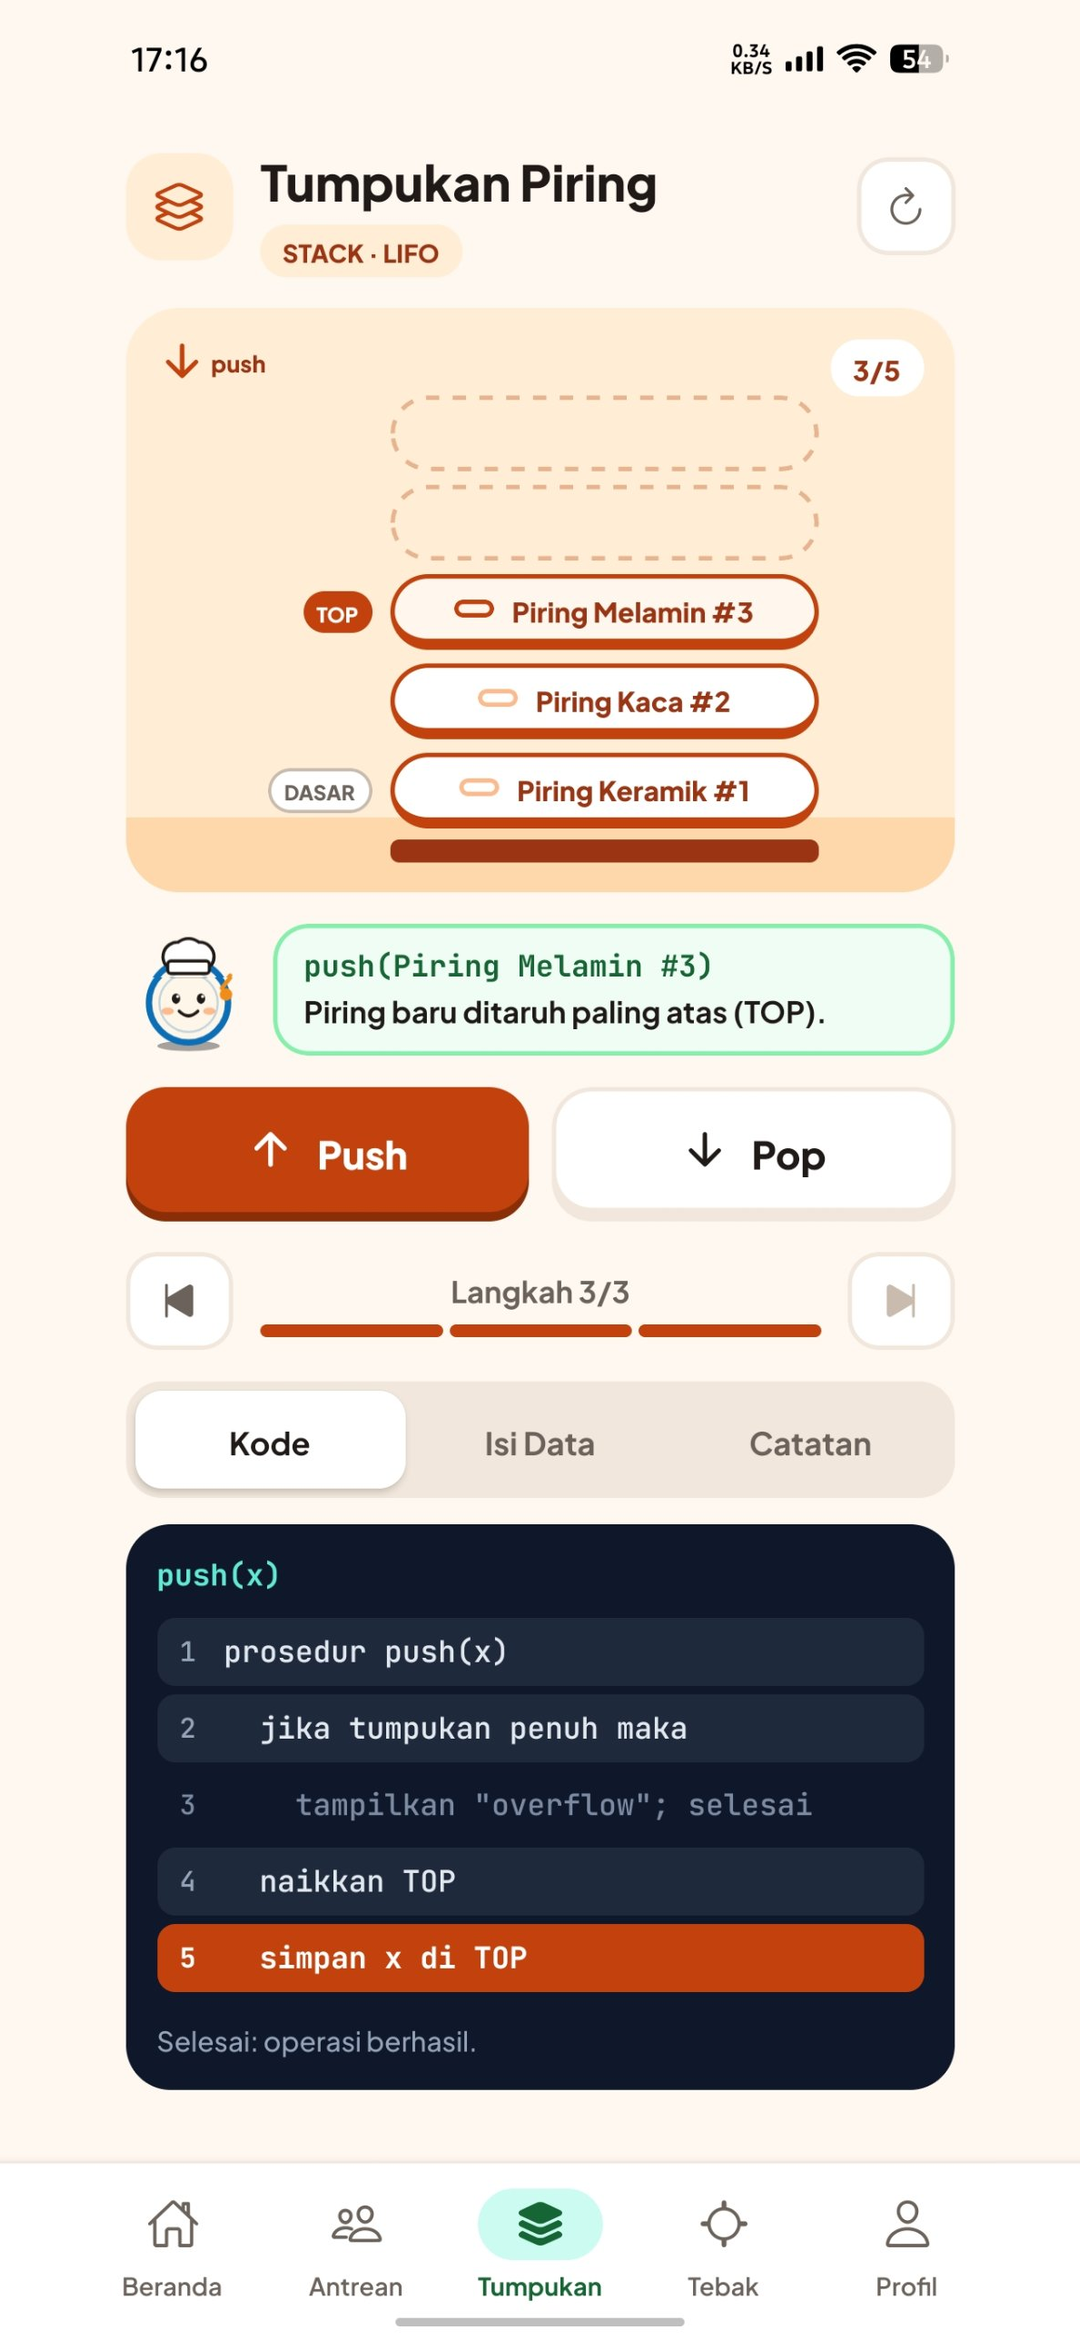 17:16
0.34
KB/S
54
Tumpukan Piring
STACK · LIFO
push
3/5
TOP
Piring Melamin #3
Piring Kaca #2
DASAR
Piring Keramik #1
push(Piring Melamin #3)
Piring baru ditaruh paling atas (TOP).
Push
Pop
Langkah 3/3
Kode
Isi Data
Catatan
push(x)
1 prosedur push(x)
2 jika tumpukan penuh maka
3 tampilkan "overflow"; selesai
4 naikkan TOP
5 simpan x di TOP
Selesai: operasi berhasil.
Beranda
Antrean
Tumpukan
Tebak
Profil